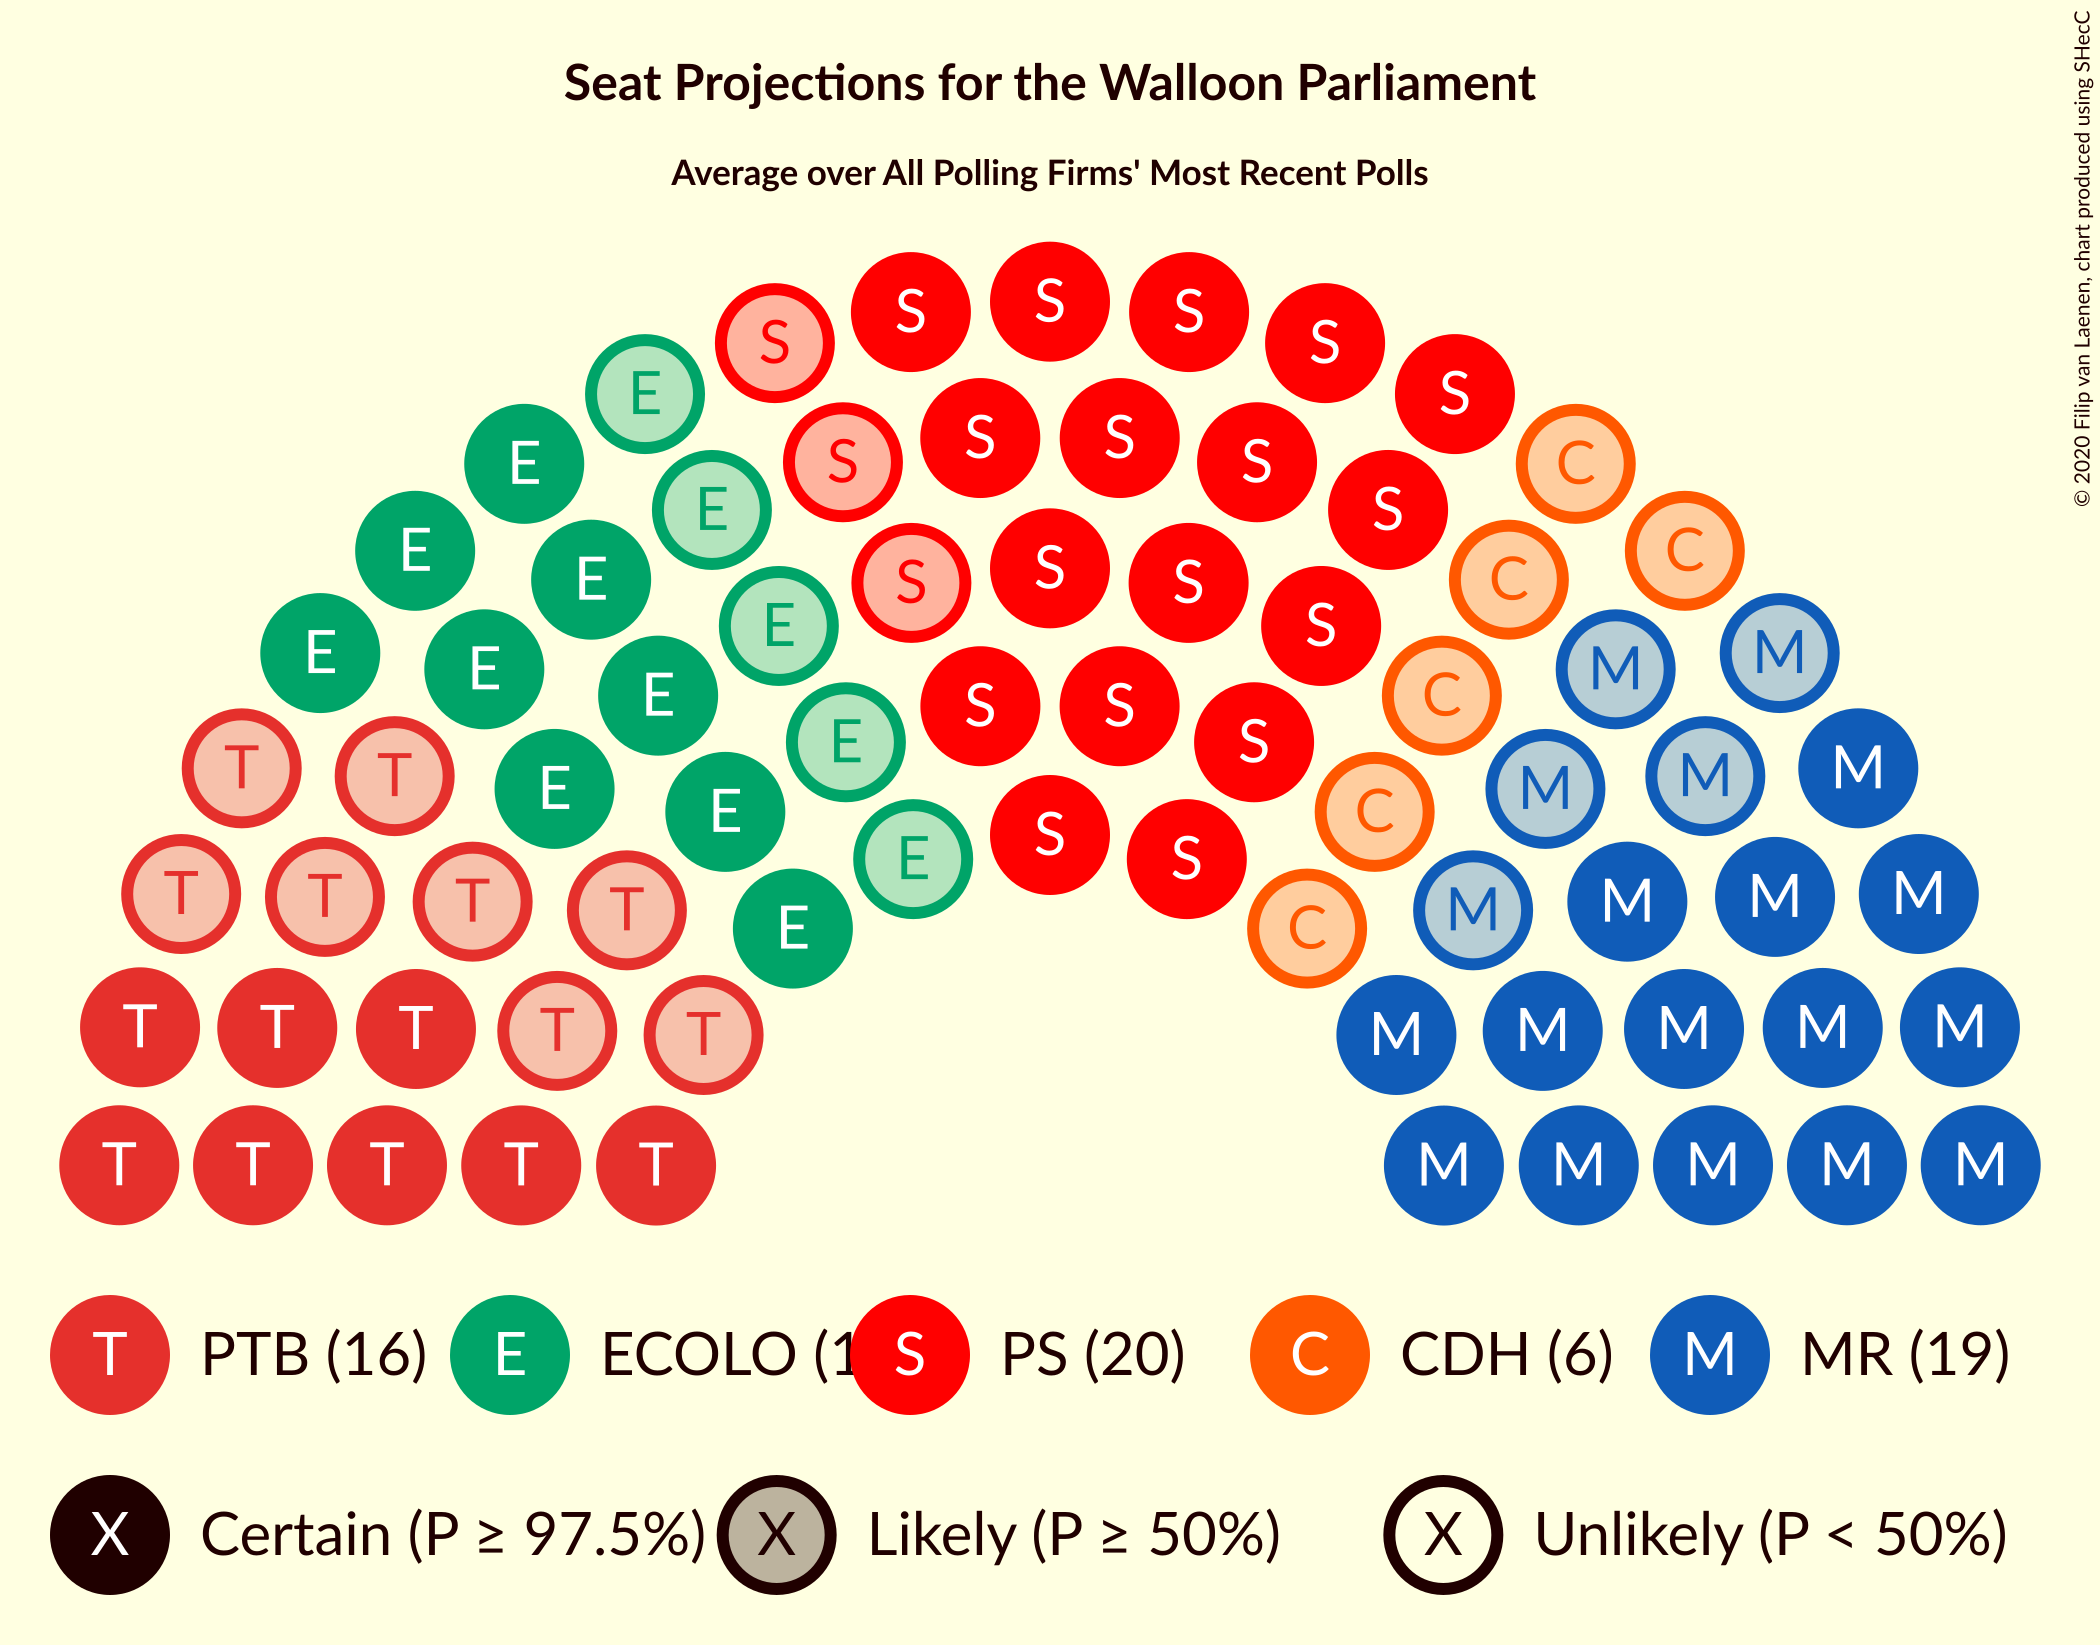 Seat Projections for the Walloon Parliament
Average over All Polling Firms' Most Recent Polls
© 2020 Filip van Laenen, chart produced using SHecC
S S S S S S
E S S S S S C
E E S S S S C C
E E E S S S C M M
E E E E S S S C M M M
T T E E E S S C M M M M
T T T T E E C M M M M
T T T T T M M M M M
T T T T T M M M M M
T PTB (16) E ECOLO (1 S PS (20) C CDH (6) M MR (19)
X Certain (P ≥ 97.5%) X Likely (P ≥ 50%) X Unlikely (P < 50%)